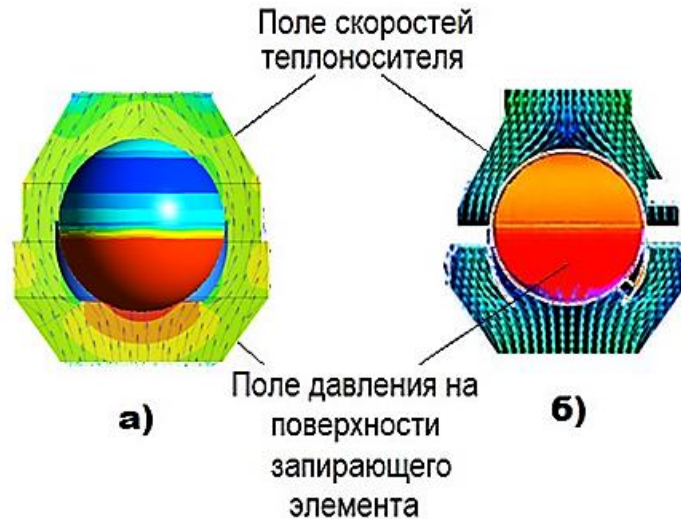 Поле скоростей
теплоносителя
Поле давления на
поверхности
запирающего
элемента
а)
б)